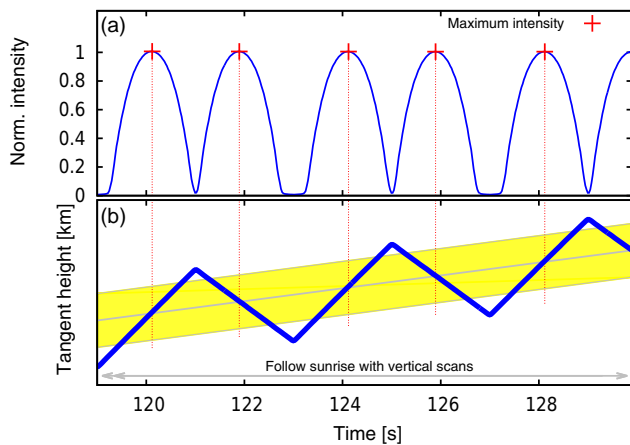 (a)
Maximum intensity
Norm. intensity
1
0.8
0.6
0.4
0.2
0
(b)
Tangent height [km]
Follow sunrise with vertical scans
120 122 124 126 128
Time [s]